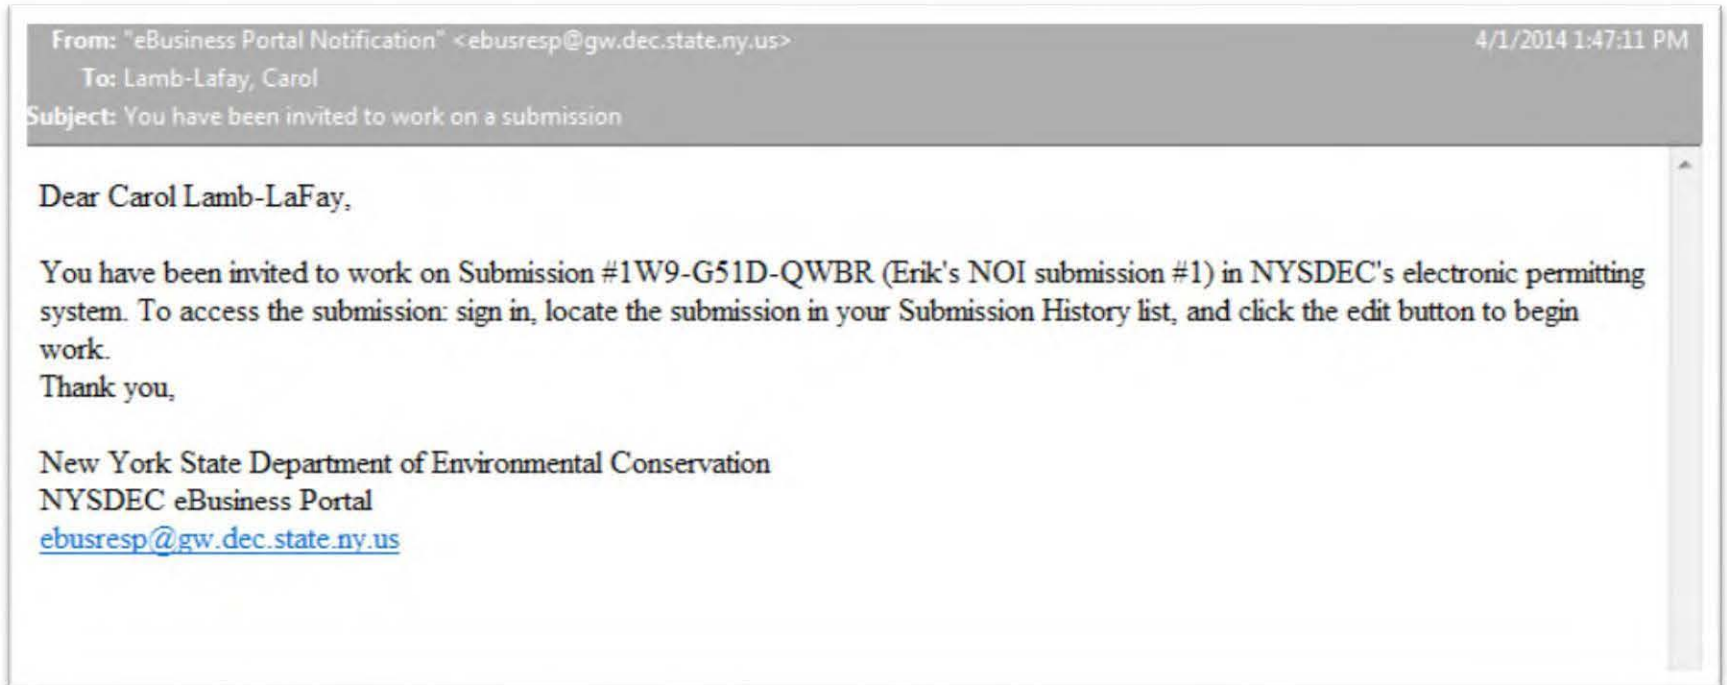 From: "eBusiness Portal Notification" <ebusresp@gw.dec.state.ny.us> 4/1/2014 1:47:11 PM
To: Lamb-Lafay, Carol
Subject: You have been invited to work on a submission
Dear Carol Lamb-LaFay,
You have been invited to work on Submission #1W9-G51D-QWBR (Erik's NOI submission #1) in NYSDEC's electronic permitting
system. To access the submission: sign in, locate the submission in your Submission History list, and click the edit button to begin
work.
Thank you,
New York State Department of Environmental Conservation
NYSDEC eBusiness Portal
ebusresp@gw.dec.state.ny.us